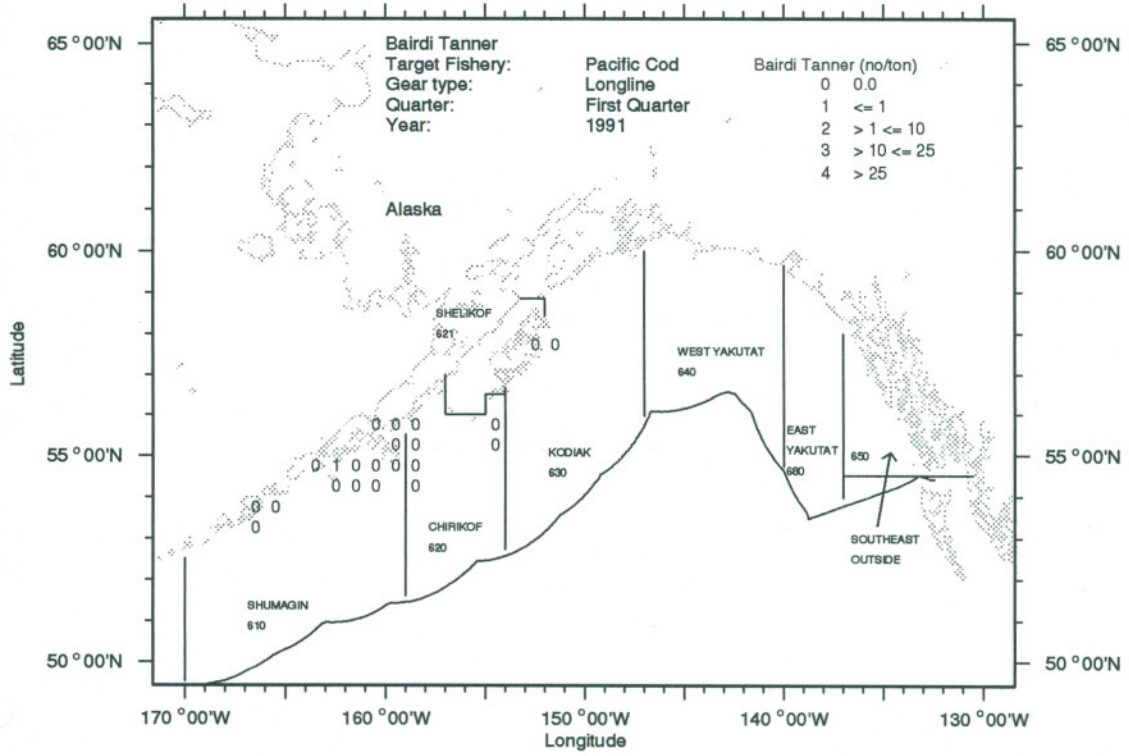 65 °00'N
Bairdi Tanner
Target Fishery: Pacific Cod
Gear type: Longline
Quarter: First Quarter
Year: 1991
Bairdi Tanner (no/ton)
0 0.0
1 <= 1
2 > 1 <= 10
3 > 10 <= 25
4 > 25
65 °00'N
Alaska
60 °00'N
60 °00'N
SHELIKOF
621
0. 0
WEST YAKUTAT
640
0 0 0
0 0
0 0 0
0 1 0 0 0 0
0 0 0 0
0 0
0
0
0
55 °00'N
KODIAK
630
EAST
YAKUTAT
680
650
55 °00'N
CHIRIKOF
620
SOUTHEAST
OUTSIDE
SHUMAGIN
610
50 °00'N
50 °00'N
Latitude
170 °00'W 160 °00'W 150 °00'W 140 °00'W 130 °00'W
Longitude